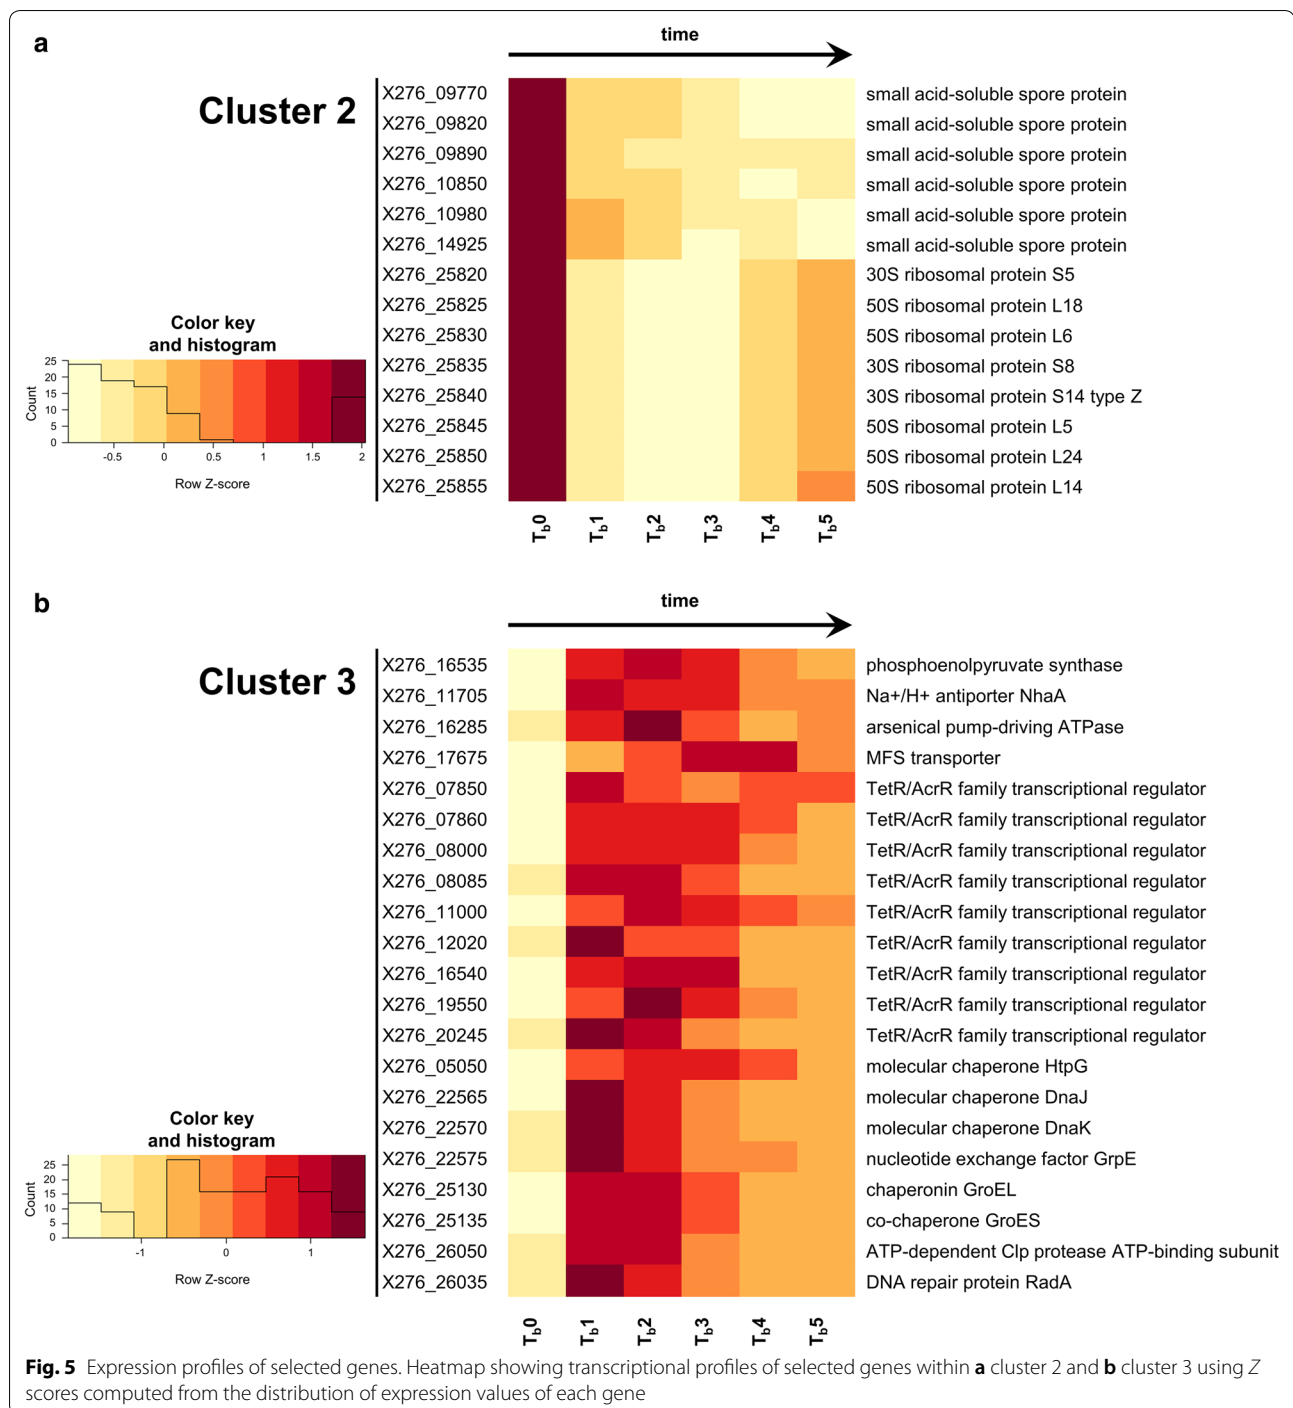 a
time
Cluster 2
X276_09770 small acid-soluble spore protein
X276_09820 small acid-soluble spore protein
X276_09890 small acid-soluble spore protein
X276_10850 small acid-soluble spore protein
X276_10980 small acid-soluble spore protein
X276_14925 small acid-soluble spore protein
X276_25820 30S ribosomal protein S5
X276_25825 50S ribosomal protein L18
X276_25830 50S ribosomal protein L6
X276_25835 30S ribosomal protein S8
X276_25840 30S ribosomal protein S14 type Z
X276_25845 50S ribosomal protein L5
X276_25850 50S ribosomal protein L24
X276_25855 50S ribosomal protein L14
Color key
and histogram
25
20
15
10
5
0
Count
-0.5 0 0.5 1 1.5 2
Row Z-score
Tb0 Tb1 Tb2 Tb3 Tb4 Tb5
b
time
Cluster 3
X276_16535 phosphoenolpyruvate synthase
X276_11705 Na+/H+ antiporter NhaA
X276_16285 arsenical pump-driving ATPase
X276_17675 MFS transporter
X276_07850 TetR/AcrR family transcriptional regulator
X276_07860 TetR/AcrR family transcriptional regulator
X276_08000 TetR/AcrR family transcriptional regulator
X276_08085 TetR/AcrR family transcriptional regulator
X276_11000 TetR/AcrR family transcriptional regulator
X276_12020 TetR/AcrR family transcriptional regulator
X276_16540 TetR/AcrR family transcriptional regulator
X276_19550 TetR/AcrR family transcriptional regulator
X276_20245 TetR/AcrR family transcriptional regulator
X276_05050 molecular chaperone HtpG
X276_22565 molecular chaperone DnaJ
X276_22570 molecular chaperone DnaK
X276_22575 nucleotide exchange factor GrpE
X276_25130 chaperonin GroEL
X276_25135 co-chaperone GroES
X276_26050 ATP-dependent Clp protease ATP-binding subunit
X276_26035 DNA repair protein RadA
Color key
and histogram
25
20
15
10
5
0
Count
-1 0 1
Row Z-score
Tb0 Tb1 Tb2 Tb3 Tb4 Tb5
Fig. 5 Expression profiles of selected genes. Heatmap showing transcriptional profiles of selected genes within a cluster 2 and b cluster 3 using Z
scores computed from the distribution of expression values of each gene